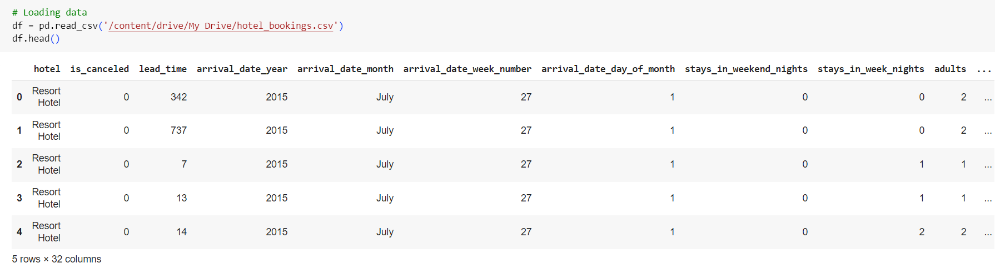 # Loading data
df = pd.read_csv('/content/drive/My Drive/hotel_bookings.csv')
df.head()
hotel is_canceled lead_time arrival_date_year arrival_date_month arrival_date_week_number arrival_date_day_of_month stays_in_weekend_nights stays_in_week_nights adults ...
0 Resort Hotel 0 342 2015 July 27 1 0 0 2 ...
1 Resort Hotel 0 737 2015 July 27 1 0 0 2 ...
2 Resort Hotel 0 7 2015 July 27 1 0 1 1 ...
3 Resort Hotel 0 13 2015 July 27 1 0 1 1 ...
4 Resort Hotel 0 14 2015 July 27 1 0 2 2 ...
5 rows × 32 columns